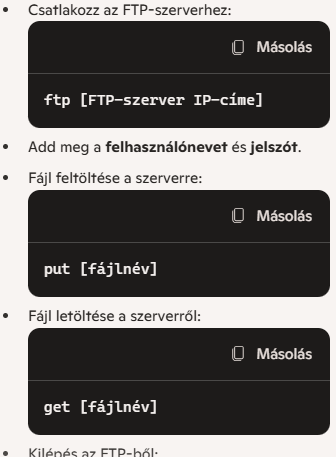 Csatlakozz az FTP-szerverhez:
Másolás
ftp [FTP-szerver IP-címe]
Add meg a felhasználónevet és jelszót.
Fájl feltöltése a szerverre:
Másolás
put [fájlnév]
Fájl letöltése a szerverről:
Másolás
get [fájlnév]
Kilépés az FTP-ből: